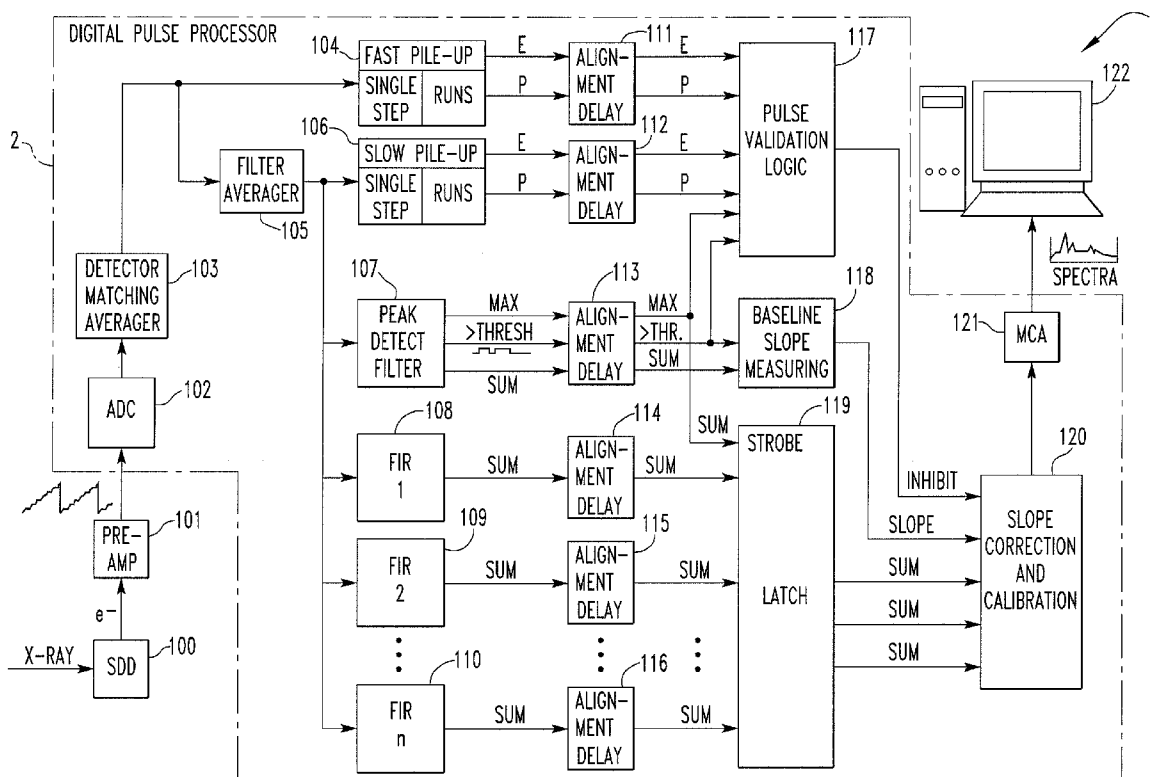 DIGITAL PULSE PROCESSOR
104
FAST PILE-UP
SINGLE
STEP
RUNS
E
P
111
ALIGN-
MENT
DELAY
E
P
117
PULSE
VALIDATION
LOGIC
122
2
106
SLOW PILE-UP
SINGLE
STEP
RUNS
E
P
112
ALIGN-
MENT
DELAY
E
P
FILTER
AVERAGER
105
DETECTOR
MATCHING
AVERAGER
103
107
PEAK
DETECT
FILTER
MAX
>THRESH
SUM
113
ALIGN-
MENT
DELAY
MAX
>THR.
SUM
118
BASELINE
SLOPE
MEASURING
SPECTRA
121
MCA
ADC
102
108
FIR
1
SUM
114
ALIGN-
MENT
DELAY
SUM
SUM
119
STROBE
LATCH
120
INHIBIT
SLOPE
SUM
SUM
SUM
SLOPE
CORRECTION
AND
CALIBRATION
PRE-
AMP
101
109
FIR
2
SUM
115
ALIGN-
MENT
DELAY
SUM
e-
X-RAY
SDD
100
110
FIR
n
SUM
116
ALIGN-
MENT
DELAY
SUM